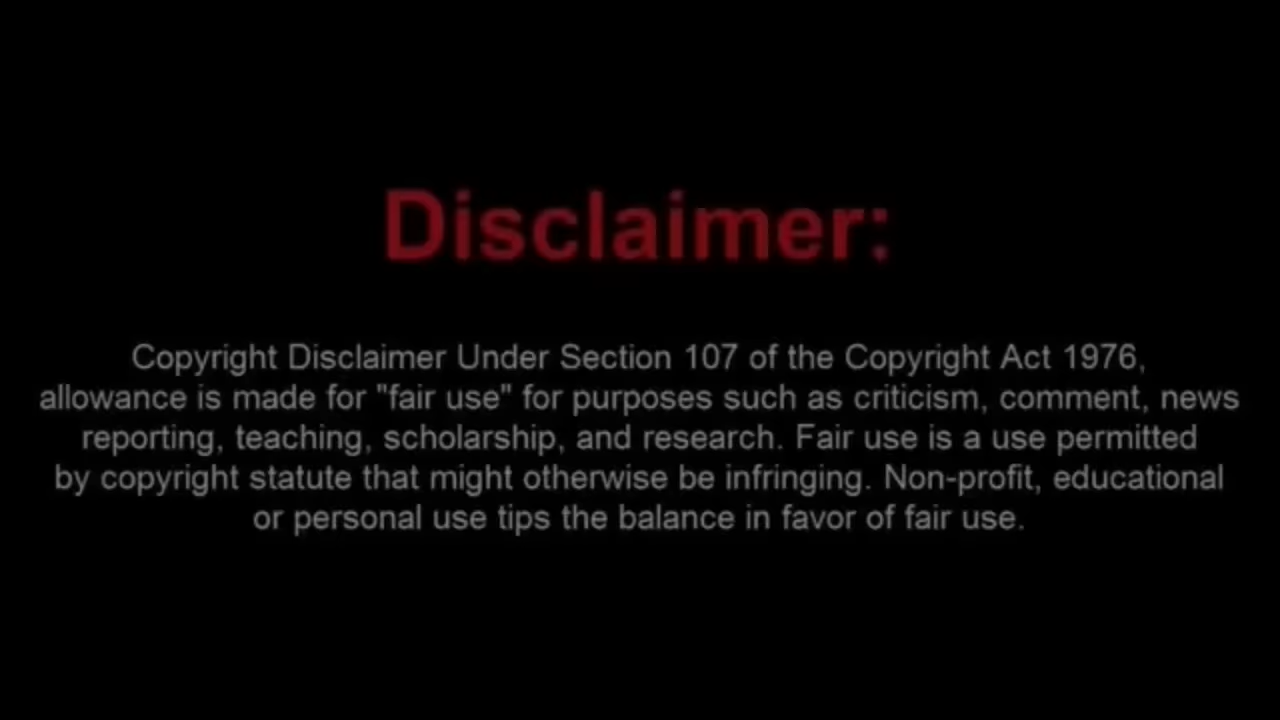 Disclaimer:
Copyright Disclaimer Under Section 107 of the Copyright Act 1976,
allowance is made for "fair use" for purposes such as criticism, comment, news
reporting, teaching, scholarship, and research. Fair use is a use permitted
by copyright statute that might otherwise be infringing. Non-profit, educational
or personal use tips the balance in favor of fair use.